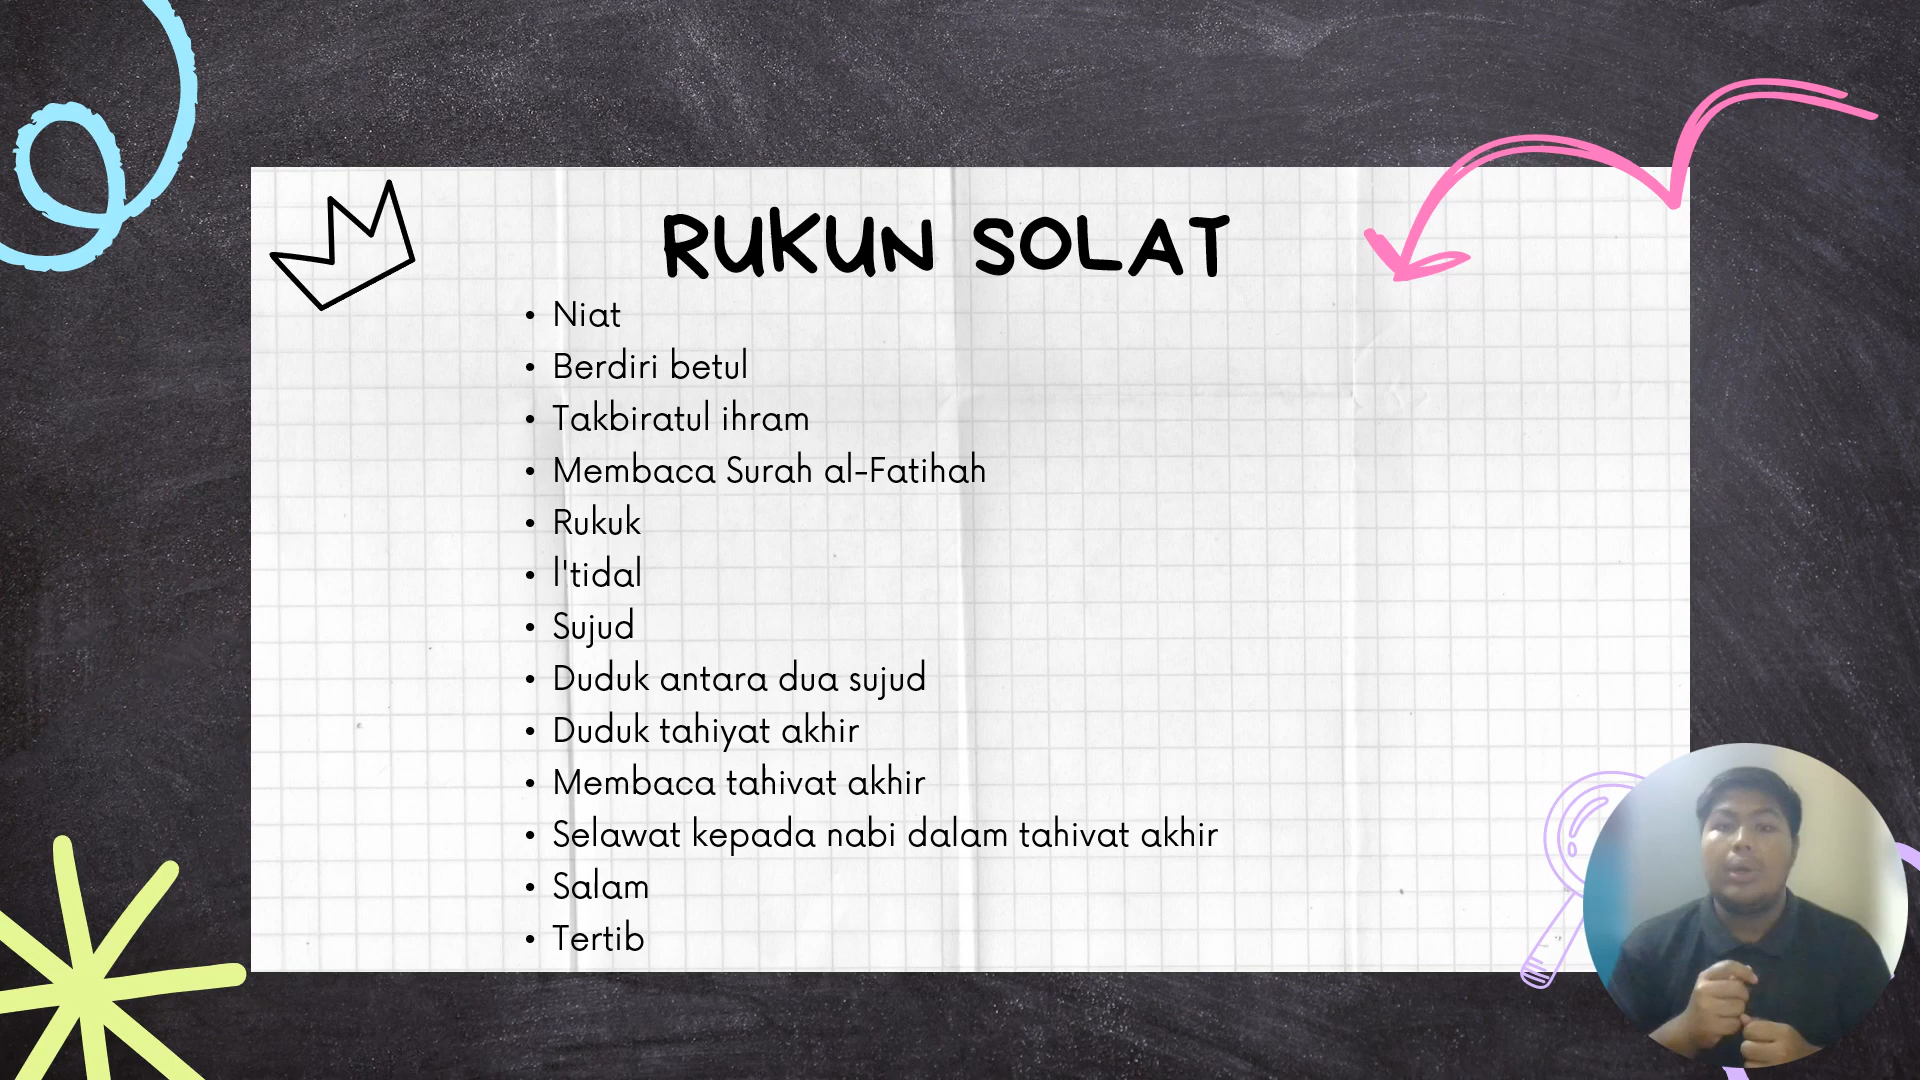 RUKUN SOLAT
• Niat
• Berdiri betul
• Takbiratul ihram
• Membaca Surah al-Fatihah
• Rukuk
• l'tidal
• Sujud
• Duduk antara dua sujud
• Duduk tahiyat akhir
• Membaca tahivat akhir
• Selawat kepada nabi dalam tahivat akhir
• Salam
• Tertib